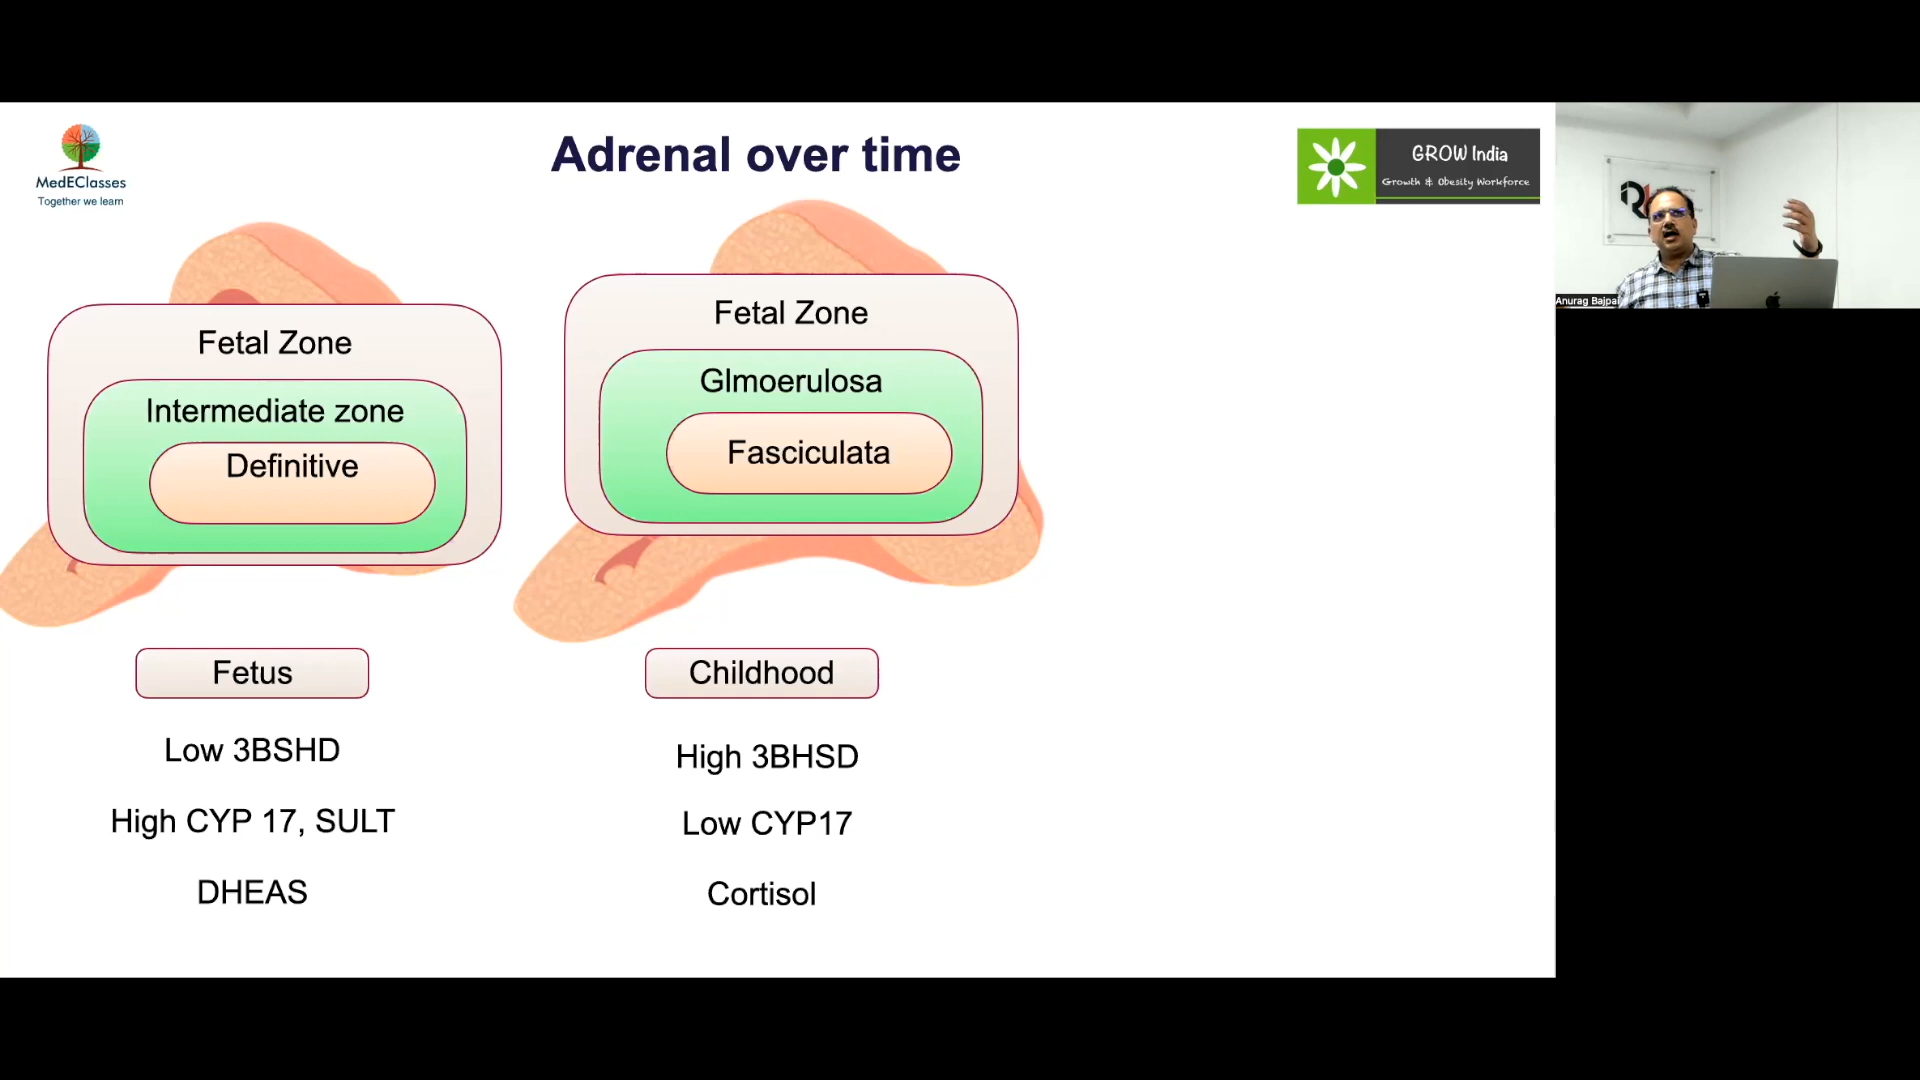 MedEClasses
Together we learn
Adrenal over time
GROW India
Growth & Obesity Workforce
Anurag Bajpai
Fetal Zone
Intermediate zone
Definitive
Fetal Zone
Glmoerulosa
Fasciculata
Fetus
Low 3BSHD
High CYP 17, SULT
DHEAS
Childhood
High 3BHSD
Low CYP17
Cortisol